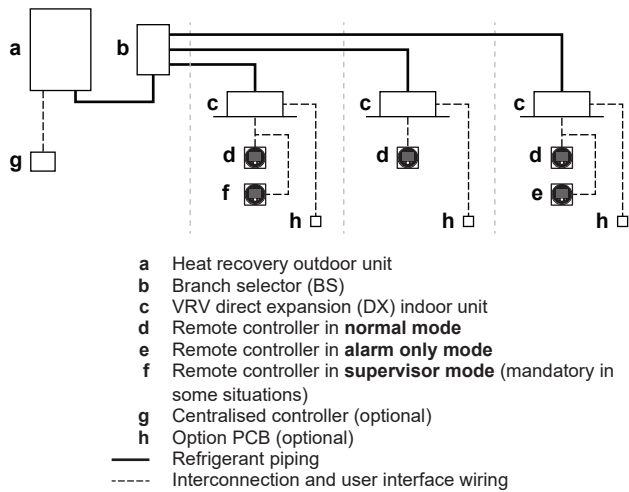 a
b
c
c
c
g
d
d
d
f
e
h
h
h
a Heat recovery outdoor unit
b Branch selector (BS)
c VRV direct expansion (DX) indoor unit
d Remote controller in normal mode
e Remote controller in alarm only mode
f Remote controller in supervisor mode (mandatory in
some situations)
g Centralised controller (optional)
h Option PCB (optional)
Refrigerant piping
Interconnection and user interface wiring